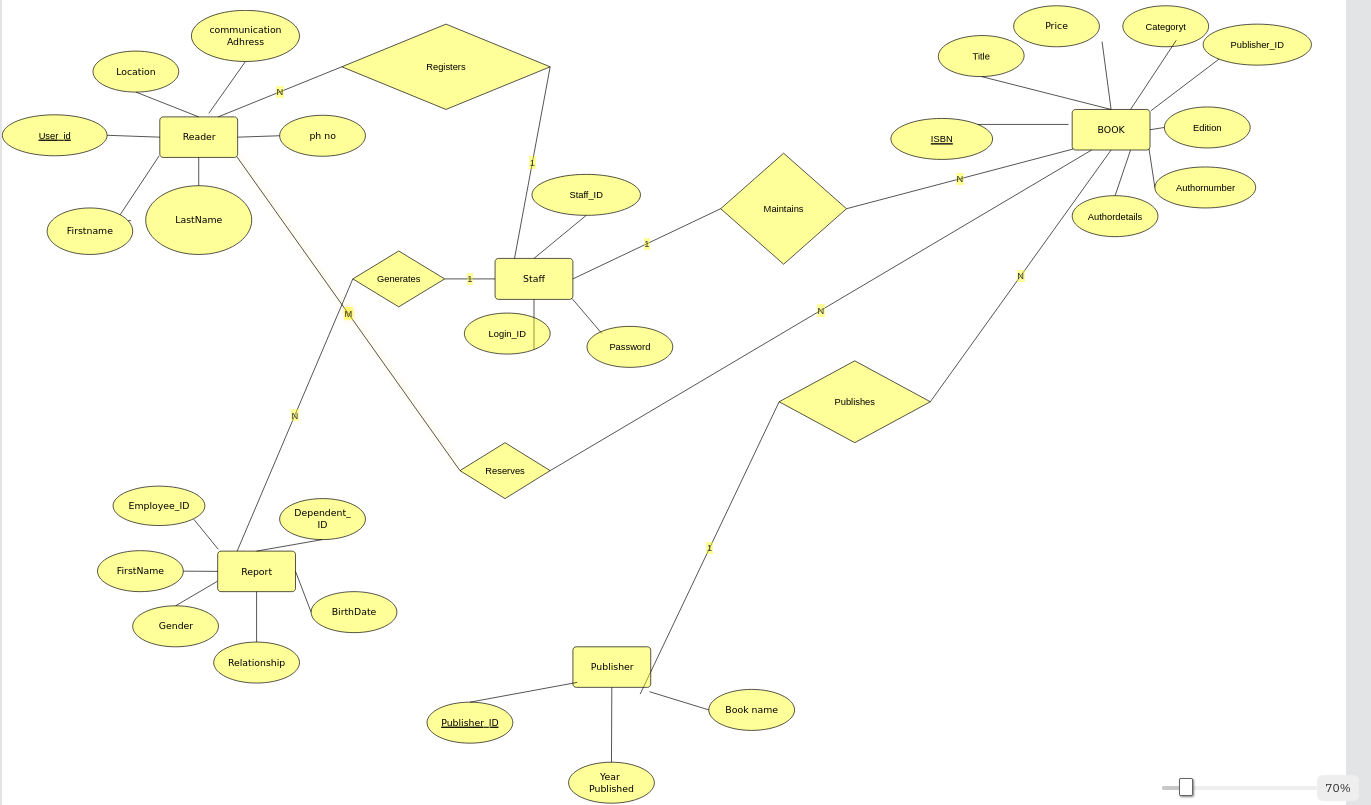 communication
Adhress
Price
Categoryt
Publisher_ID
Title
Registers
Location
N
User_id
Reader
ph no
ISBN
BOOK
Edition
1
Firstname
LastName
Staff_ID
Maintains
N
Authornumber
Authordetails
1
Generates
1
Staff
N
M
Login_ID
Password
N
Publishes
N
Reserves
Employee_ID
Dependent_
ID
1
FirstName
Report
BirthDate
Gender
Relationship
Publisher
Publisher_ID
Book name
Year
Published
70%